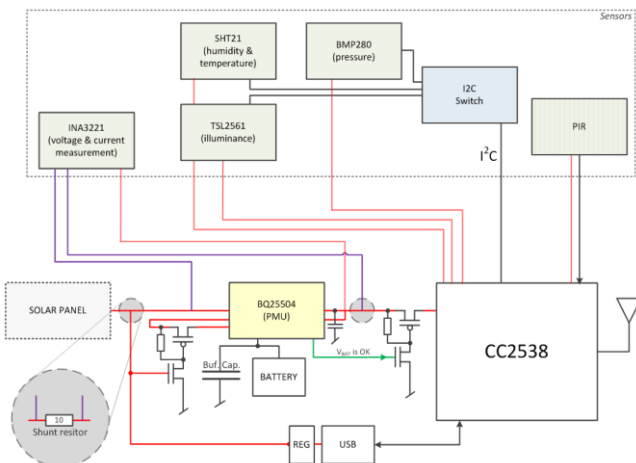 Sensors
SHT21
(humidity &
temperature)
BMP280
(pressure)
I2C
Switch
INA3221
(voltage & current
measurement)
TSL2561
(illuminance)
PIR
I²C
SOLAR PANEL
BQ25504
(PMU)
CC2538
V_BAT is OK
Buf. Cap.
BATTERY
10
Shunt resitor
REG
USB